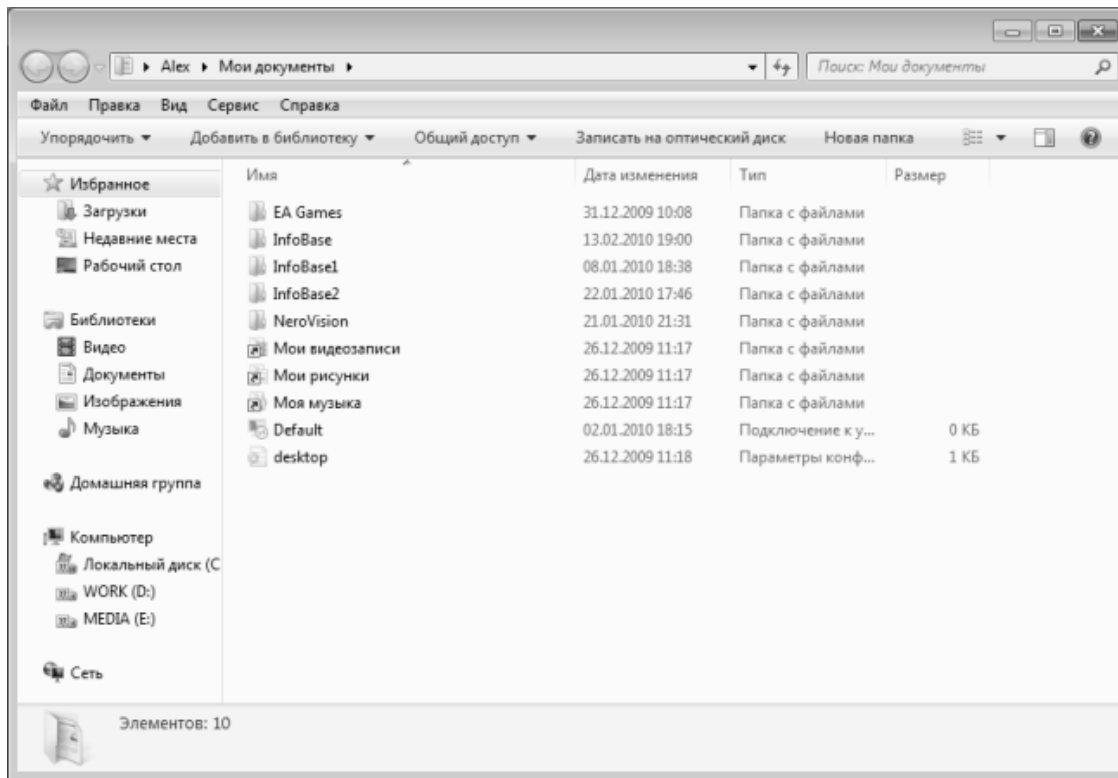 Alex Мои документы
Поиск: Мои документы
Файл Правка Вид Сервис Справка
Упорядочить Добавить в библиотеку Общий доступ Записать на оптический диск Новая папка
Избранное
Загрузки
Недавние места
Рабочий стол
Библиотеки
Видео
Документы
Изображения
Музыка
Домашняя группа
Компьютер
Локальный диск (C
WORK (D:)
MEDIA (E:)
Сеть
Имя Дата изменения Тип Размер
EA Games 31.12.2009 10:08 Папка с файлами
InfoBase 13.02.2010 19:00 Папка с файлами
InfoBase1 08.01.2010 18:38 Папка с файлами
InfoBase2 22.01.2010 17:46 Папка с файлами
NeroVision 21.01.2010 21:31 Папка с файлами
Мои видеозаписи 26.12.2009 11:17 Папка с файлами
Мои рисунки 26.12.2009 11:17 Папка с файлами
Моя музыка 26.12.2009 11:17 Папка с файлами
Default 02.01.2010 18:15 Подключение к у... 0 КБ
desktop 26.12.2009 11:18 Параметры конф... 1 КБ
Элементов: 10